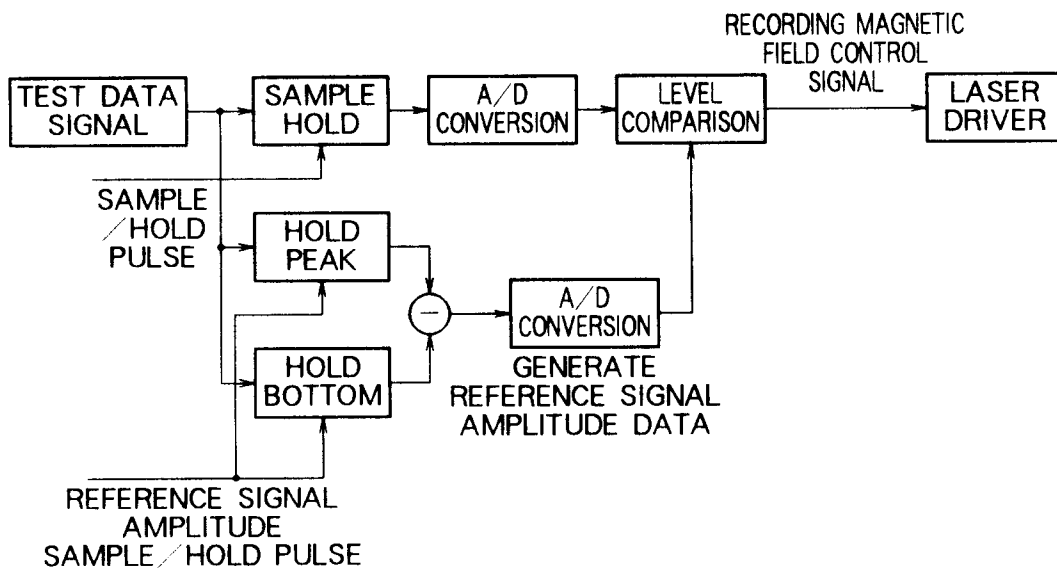 RECORDING MAGNETIC
FIELD CONTROL
SIGNAL
TEST DATA
SIGNAL
SAMPLE
HOLD
A/D
CONVERSION
LEVEL
COMPARISON
LASER
DRIVER
SAMPLE
/HOLD
PULSE
HOLD
PEAK
−
A/D
CONVERSION
HOLD
BOTTOM
GENERATE
REFERENCE SIGNAL
AMPLITUDE DATA
REFERENCE SIGNAL
AMPLITUDE
SAMPLE/HOLD PULSE